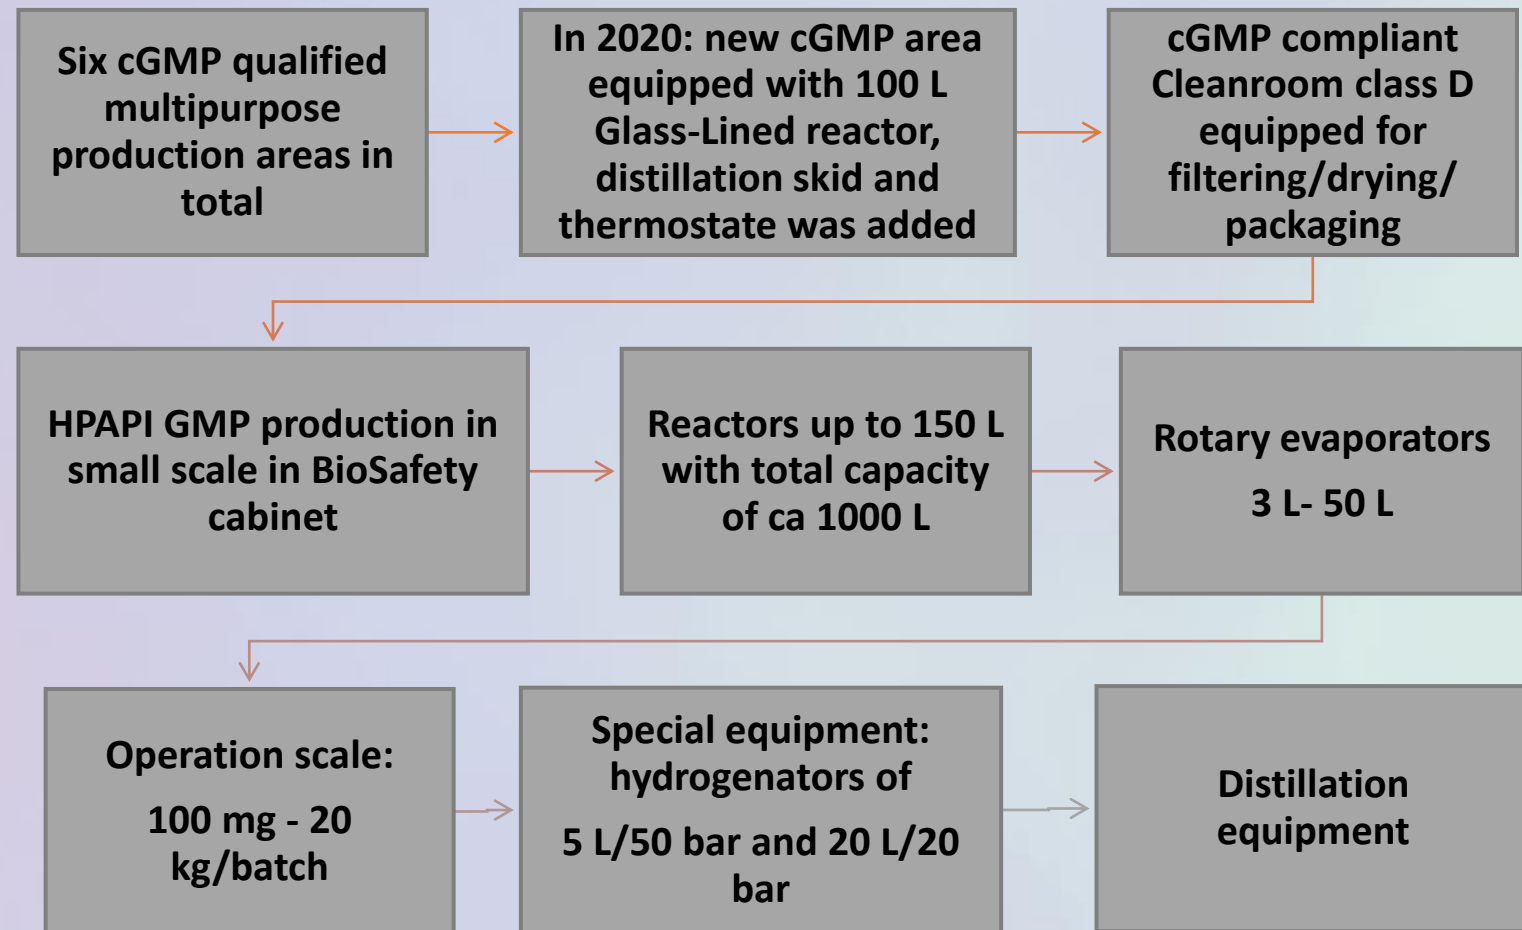 Six cGMP qualified
multipurpose
production areas in
total
In 2020: new cGMP area
equipped with 100 L
Glass-Lined reactor,
distillation skid and
thermostate was added
cGMP compliant
Cleanroom class D
equipped for
filtering/drying/
packaging
HPAPI GMP production in
small scale in BioSafety
cabinet
Reactors up to 150 L
with total capacity
of ca 1000 L
Rotary evaporators
3 L- 50 L
Operation scale:
100 mg - 20
kg/batch
Special equipment:
hydrogenators of
5 L/50 bar and 20 L/20
bar
Distillation
equipment